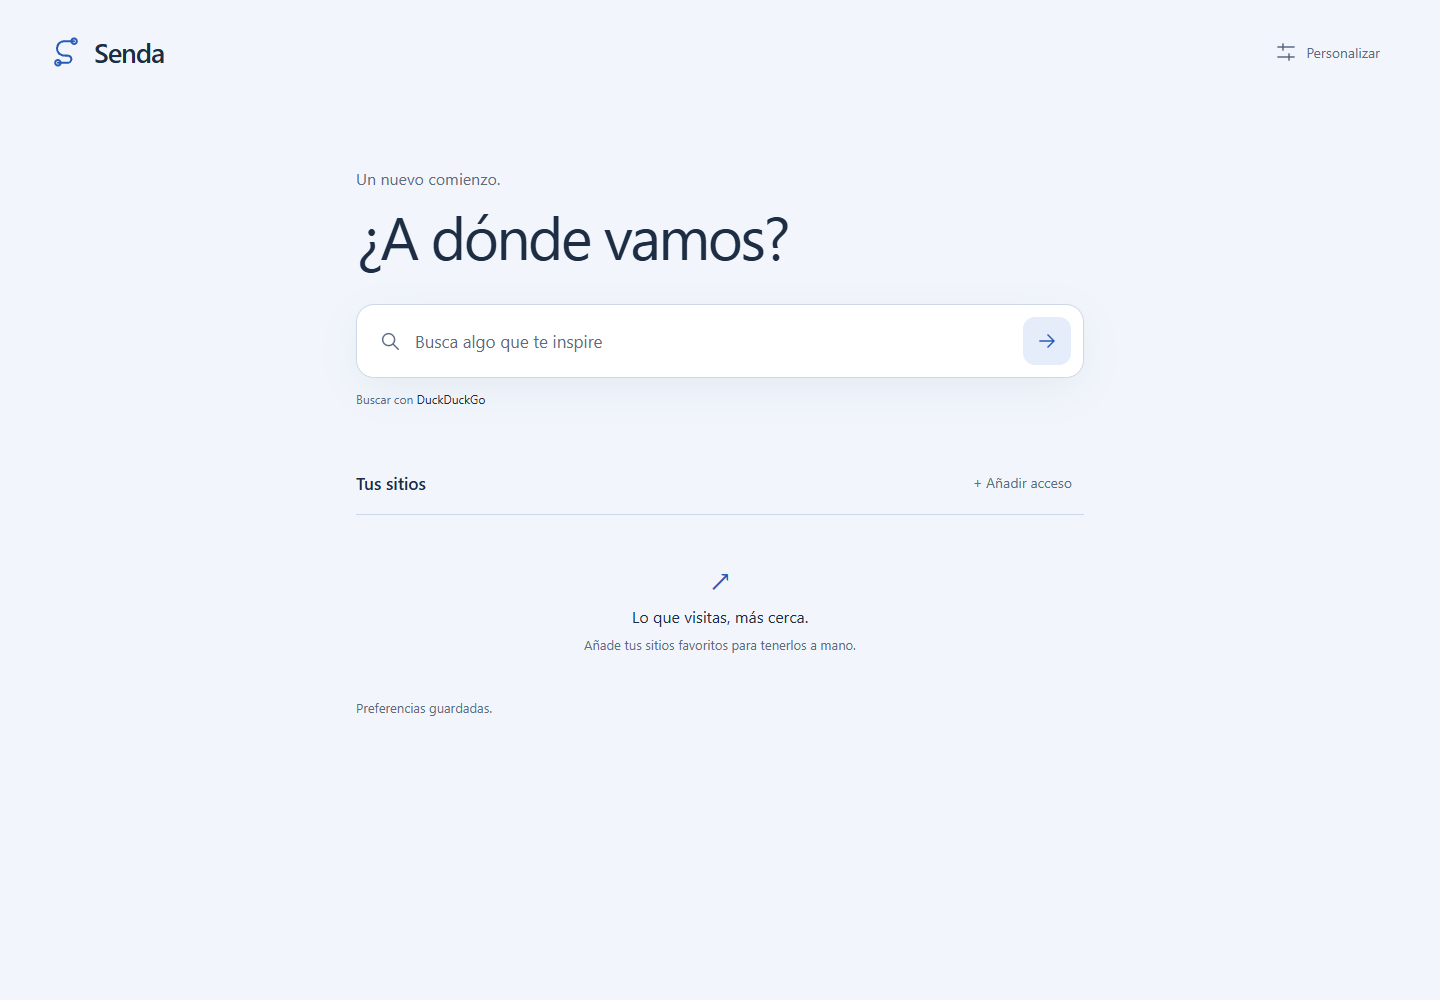 Senda
Personalizar
Un nuevo comienzo.
¿A dónde vamos?
Busca algo que te inspire
Buscar con DuckDuckGo
Tus sitios
+ Añadir acceso
Lo que visitas, más cerca.
Añade tus sitios favoritos para tenerlos a mano.
Preferencias guardadas.